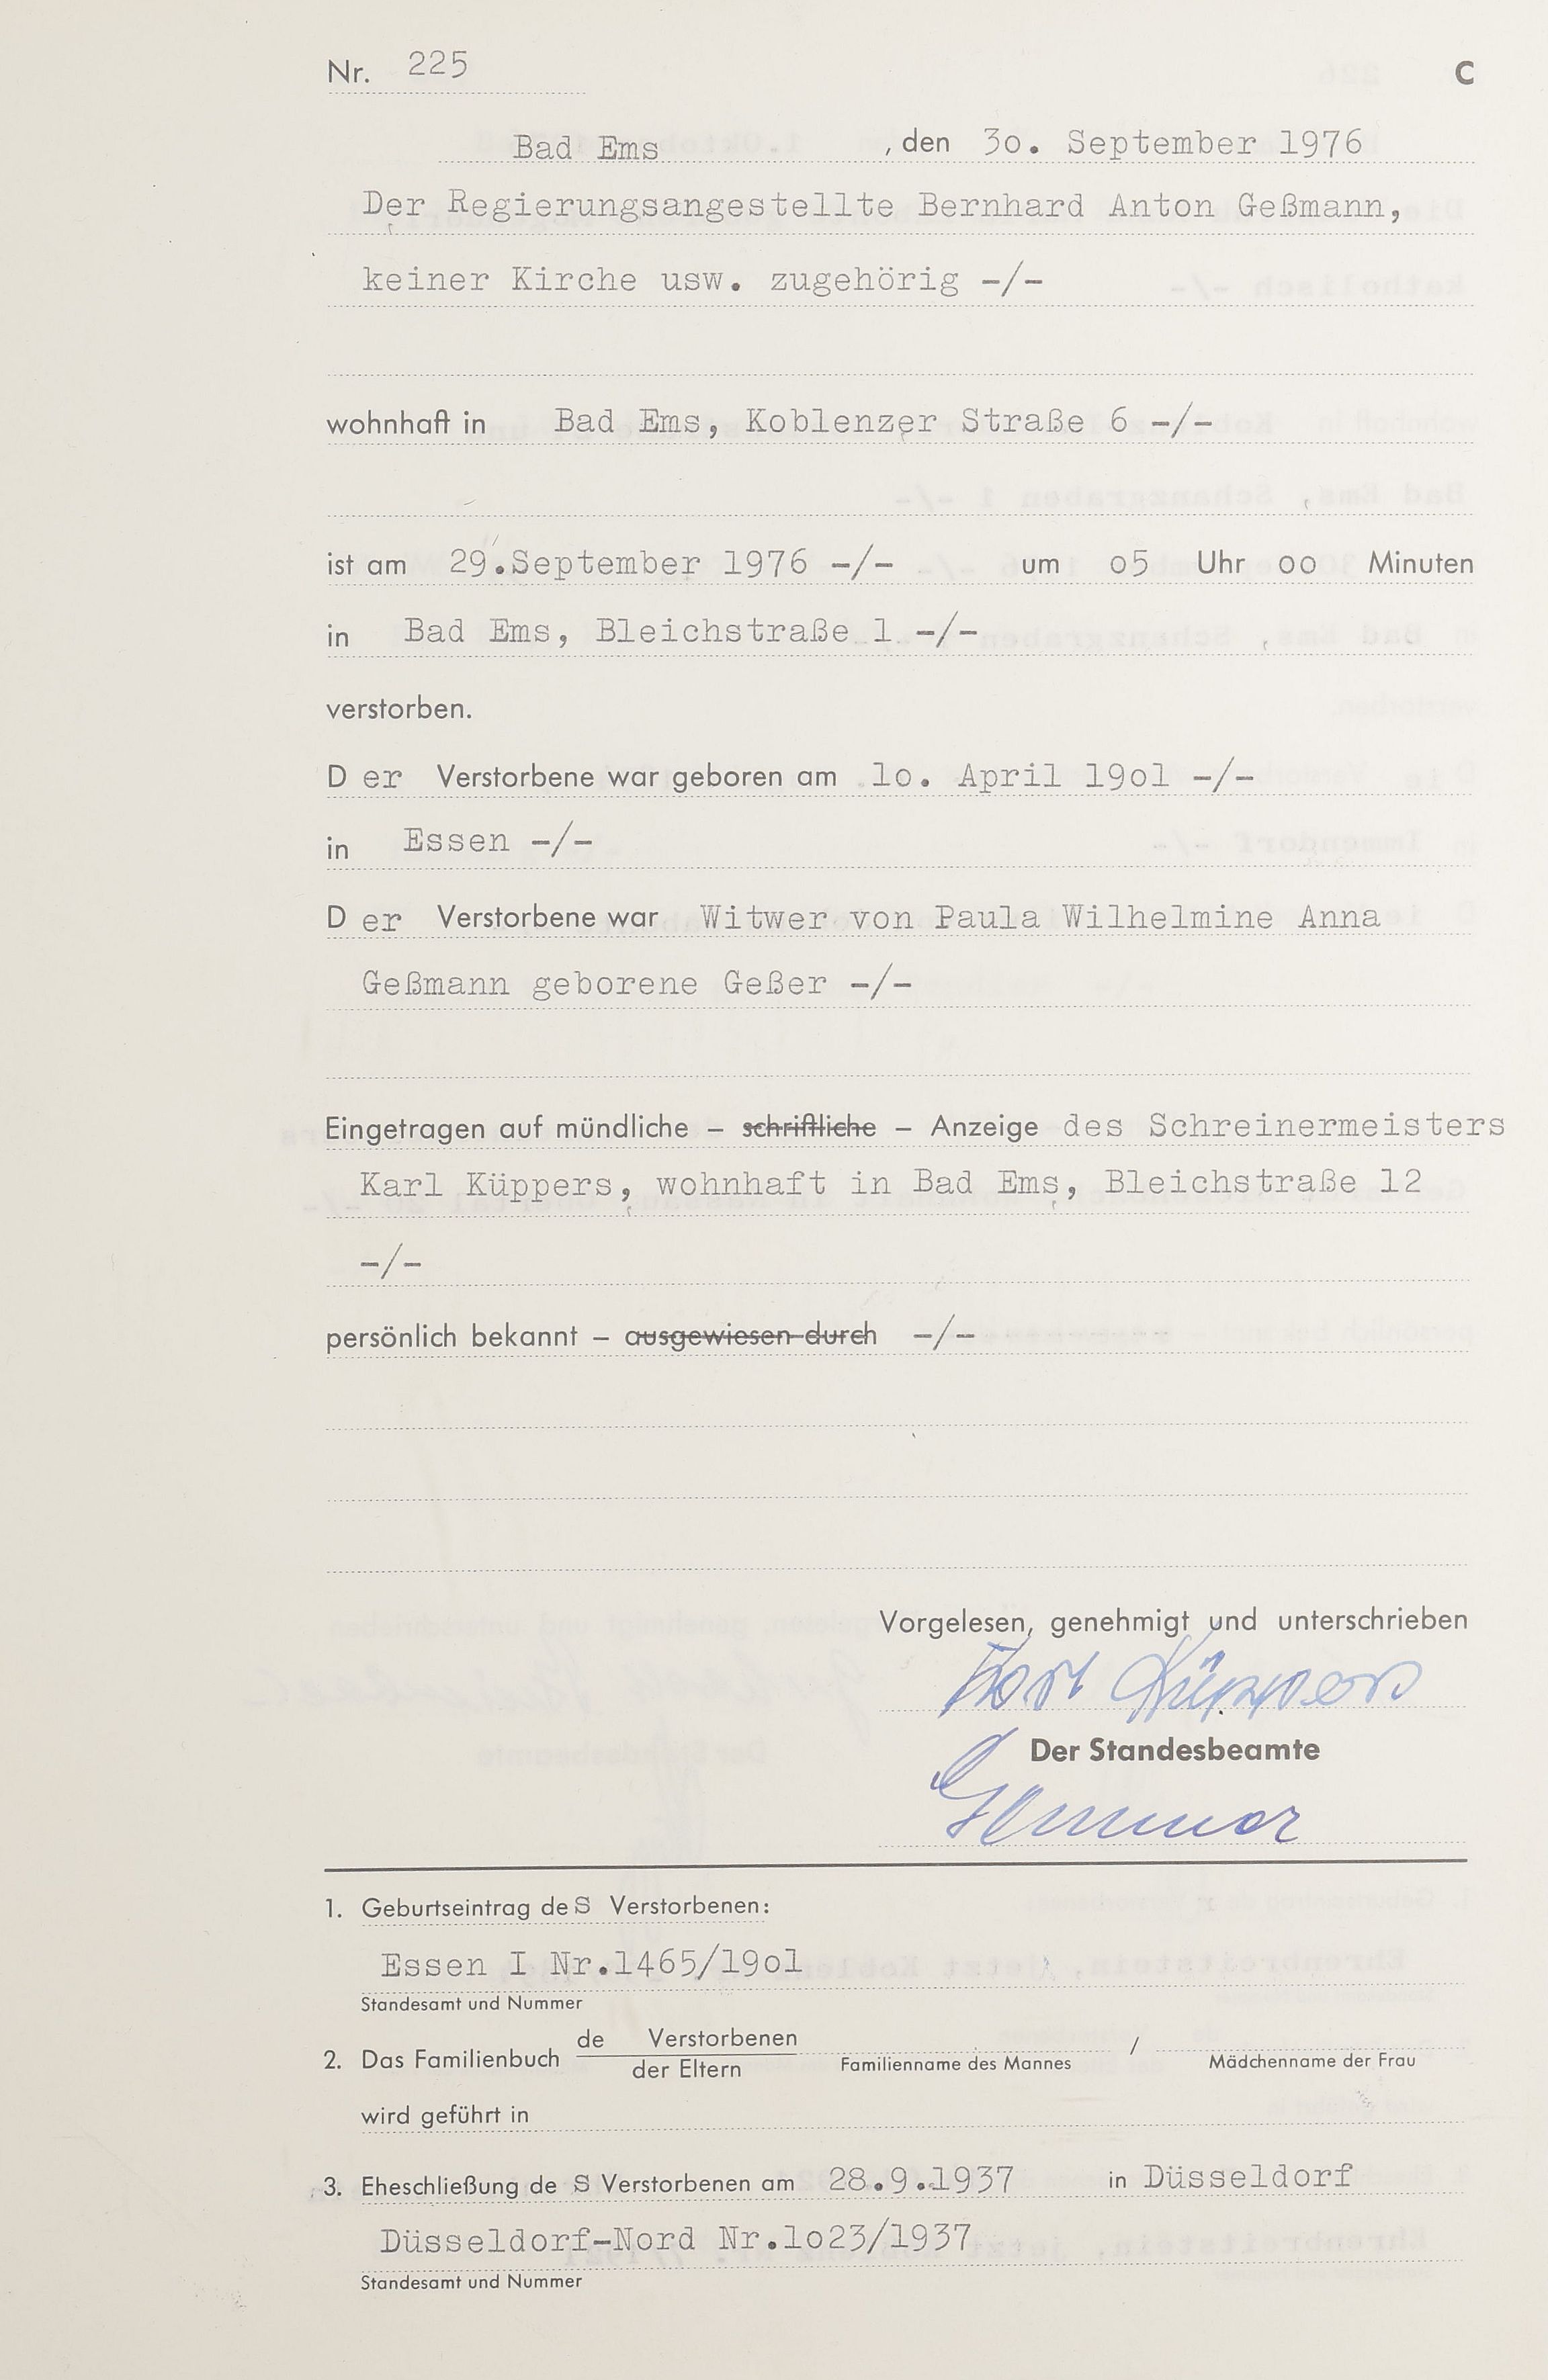 Nr. 225 C
Bad Ems , den 3o. September 1976
Der Regierungsangestellte Bernhard Anton Geßmann,
keiner Kirche usw. zugehörig -/-
wohnhaft in Bad Ems, Koblenzer Straße 6 -/-
ist am 29.September 1976 -/- um o5 Uhr oo Minuten
in Bad Ems, Bleichstraße 1 -/-
verstorben.
D er Verstorbene war geboren am lo. April 19o1 -/-
in Essen -/-
D er Verstorbene war Witwer von Paula Wilhelmine Anna
Geßmann geborene Geßer -/-
Eingetragen auf mündliche – schriftliche – Anzeige des Schreinermeisters
Karl Küppers, wohnhaft in Bad Ems, Bleichstraße 12
-/-
persönlich bekannt – ausgewiesen durch -/-
Vorgelesen, genehmigt und unterschrieben
Karl Küppers
Der Standesbeamte
1. Geburtseintrag des Verstorbenen:
Essen I Nr.1465/19o1
Standesamt und Nummer
2. Das Familienbuch de Verstorbenen /
der Eltern Familienname des Mannes Mädchenname der Frau
wird geführt in
3. Eheschließung de s Verstorbenen am 28.9.1937 in Düsseldorf
Düsseldorf-Nord Nr.1o23/1937
Standesamt und Nummer